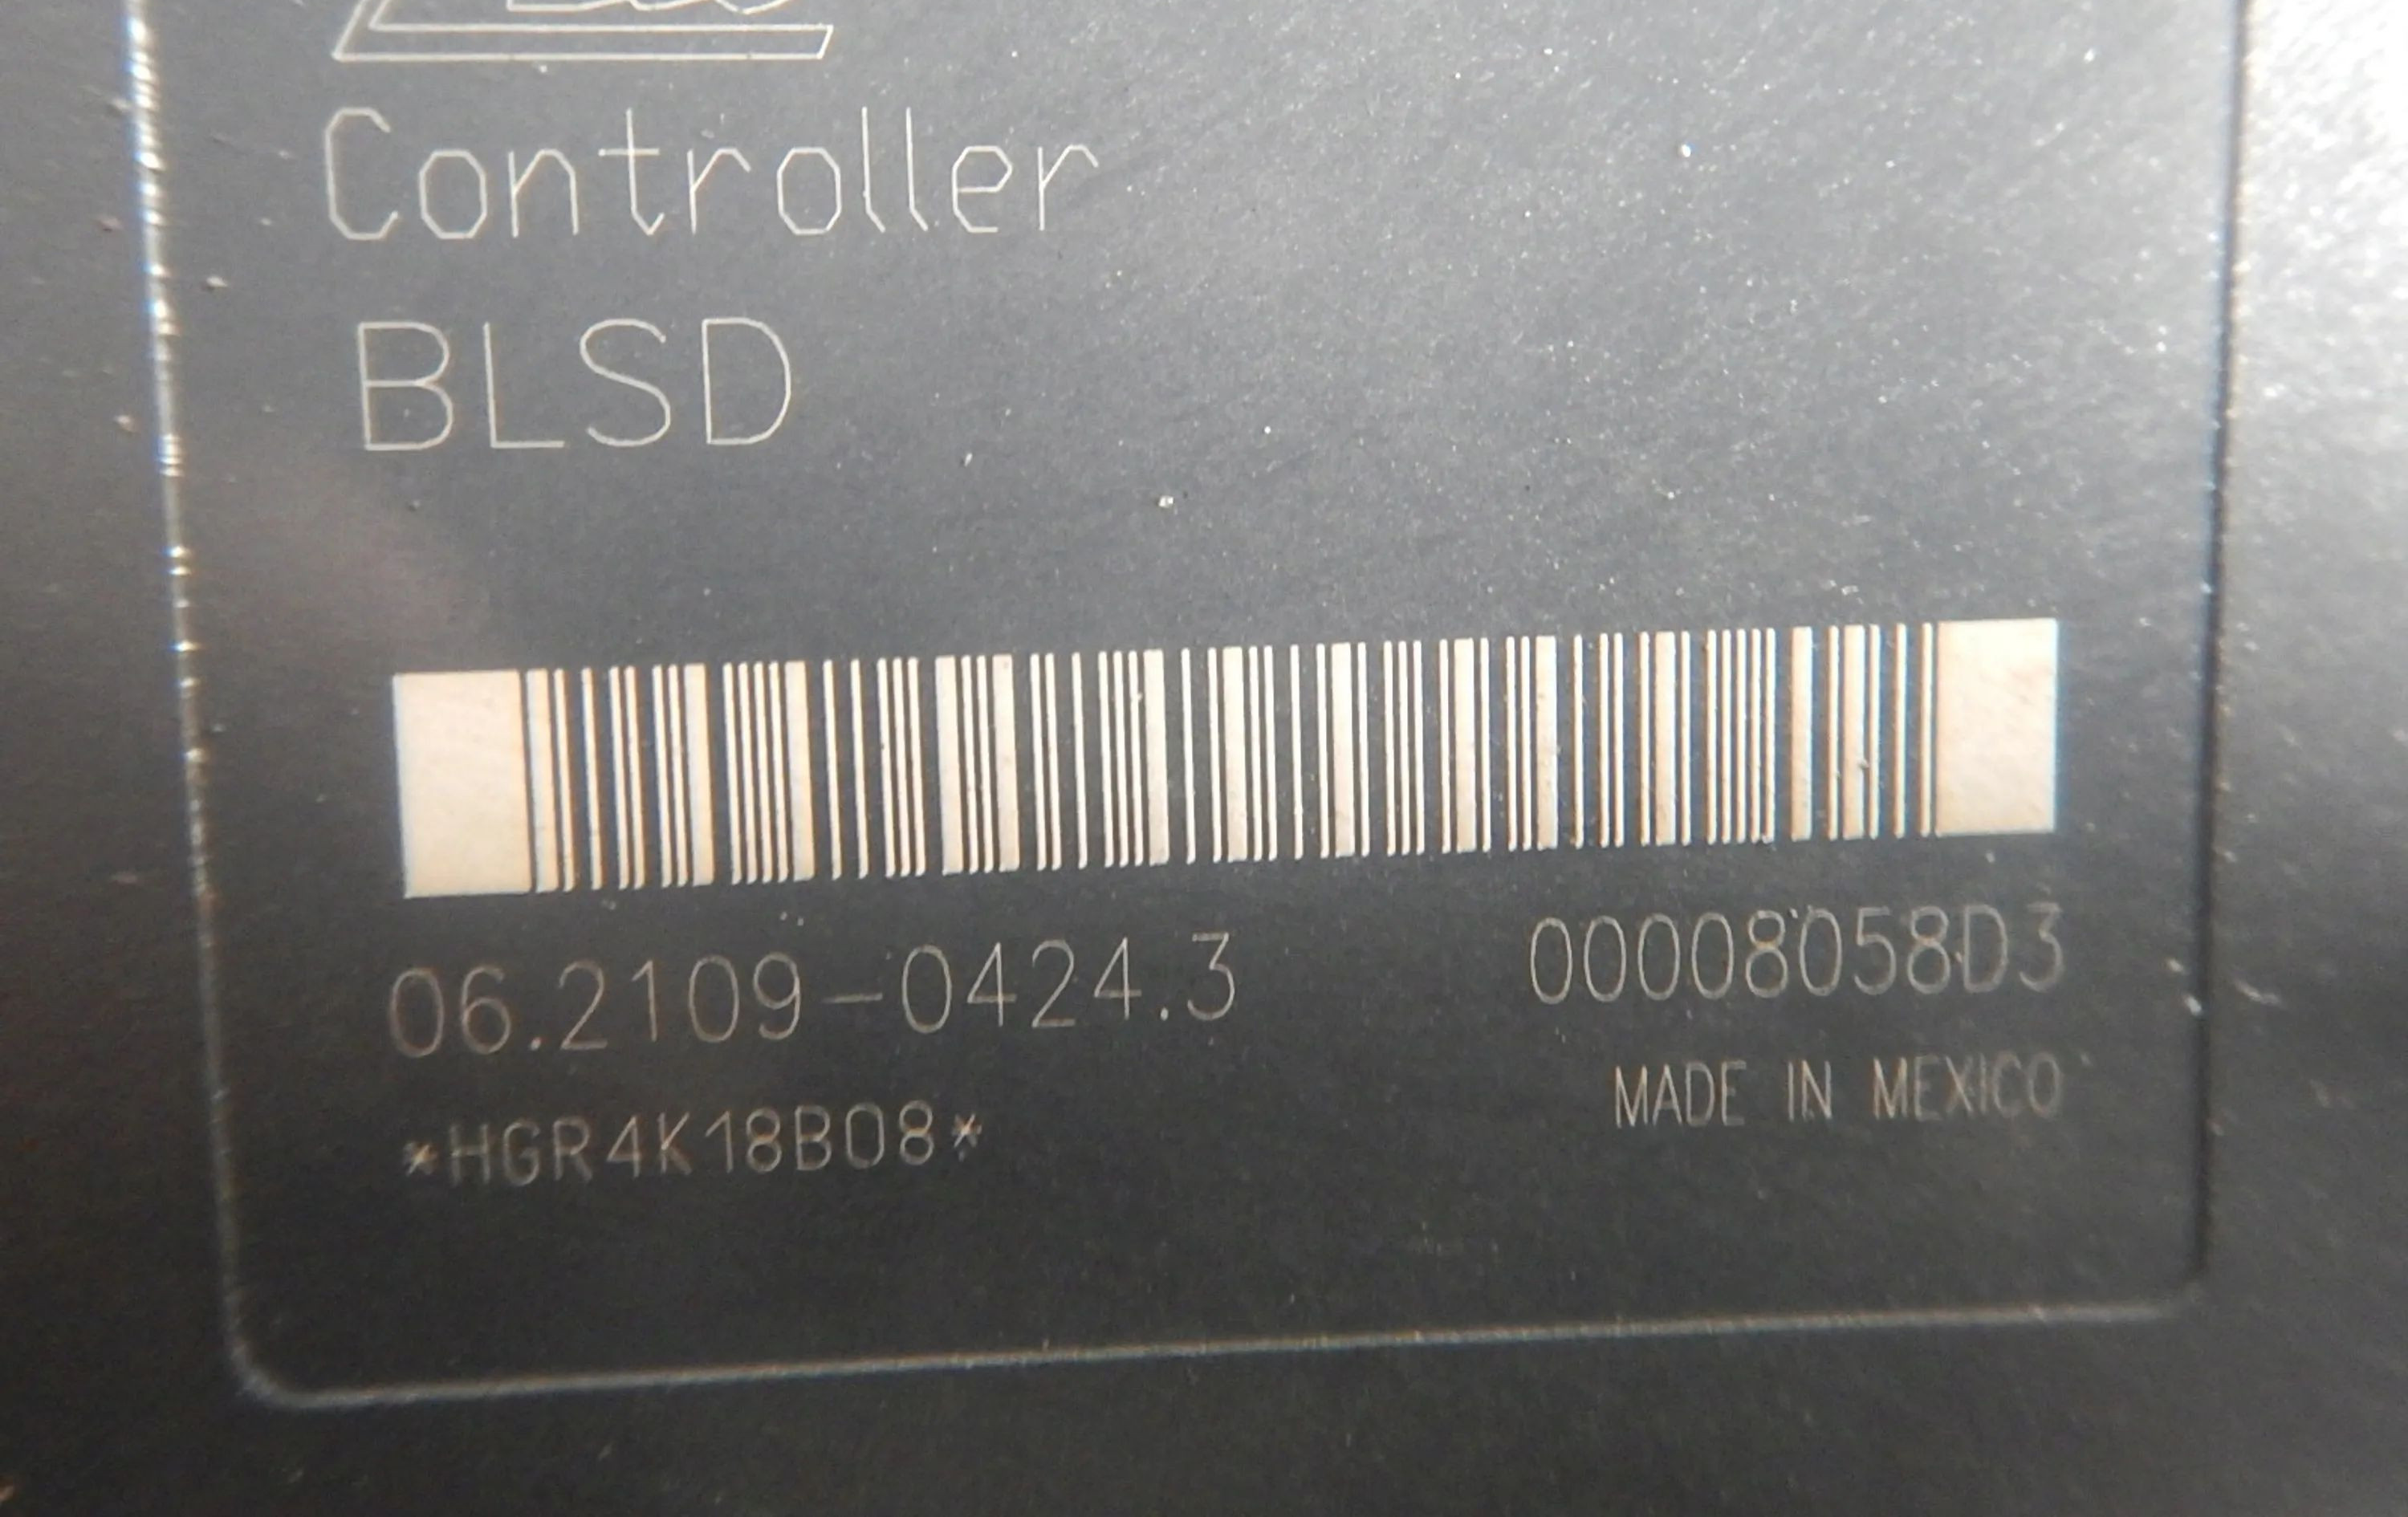 Controller
BLSD
06.2109-0424.3
00008058D3
MADE IN MEXICO
*HGR4K18B08*